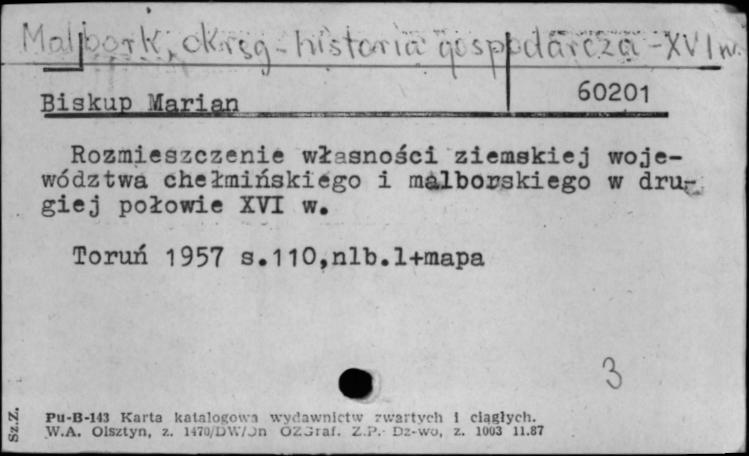 Malbork, okręg - historia gospodarcza - XVI w.
Biskup Marian 60201
Rozmieszczenie własności ziemskiej woje-
wództwa chełmińskiego i malborskiego w dru-
giej połowie XVI w.
Toruń 1957 s.110,nlb.1+mapa
3
Sz.Z.
Pu-B-143 Karta katalogowa wydawnictw zwartych i ciągłych.
W.A. Olsztyn, z. 1470/DW/Dn OZGraf. Z.P. Dz-wo, z. 1003 11.87